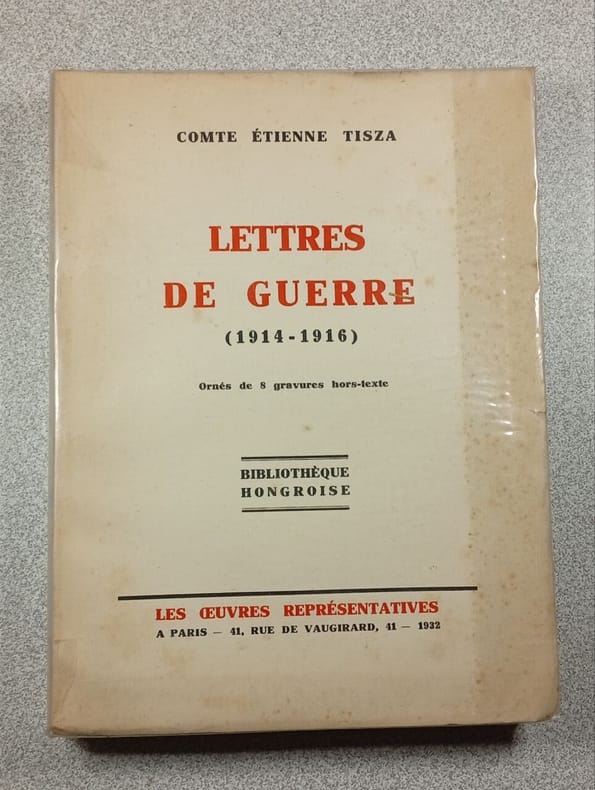 COMTE ÉTIENNE TISZA
LETTRES
DE GUERRE
(1914-1916)
Ornés de 8 gravures hors-texte
BIBLIOTHÈQUE
HONGROISE
LES ŒUVRES REPRÉSENTATIVES
A PARIS — 41, RUE DE VAUGIRARD, 41 — 1932